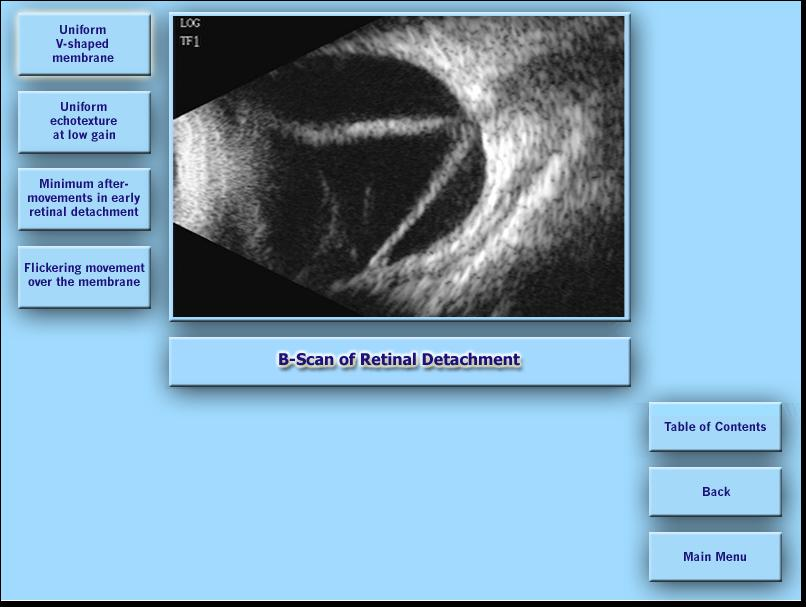 Uniform
V-shaped
membrane
Uniform
echotexture
at low gain
Minimum after-
movements in early
retinal detachment
Flickering movement
over the membrane
LOG
TF1
B-Scan of Retinal Detachment
Table of Contents
Back
Main Menu